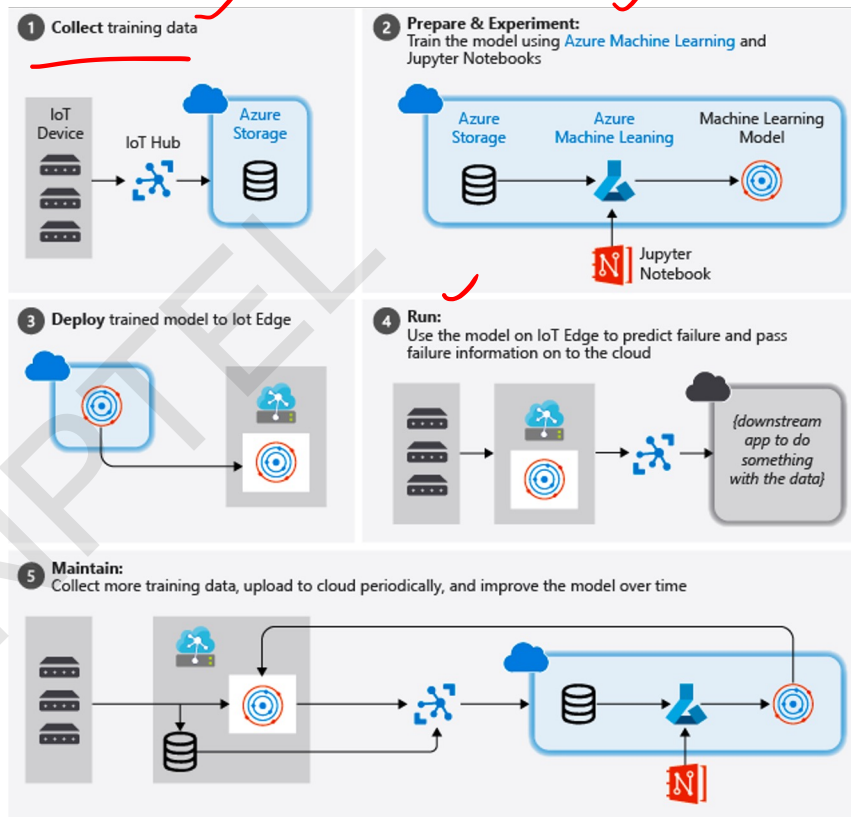 1 Collect training data
IoT
Device
IoT Hub
Azure
Storage
2 Prepare & Experiment:
Train the model using Azure Machine Learning and
Jupyter Notebooks
Azure
Storage
Azure
Machine Leaning
Machine Learning
Model
N
Jupyter
Notebook
3 Deploy trained model to Iot Edge
4 Run:
Use the model on IoT Edge to predict failure and pass
failure information on to the cloud
{downstream
app to do
something
with the data}
5 Maintain:
Collect more training data, upload to cloud periodically, and improve the model over time
N
NPTEL